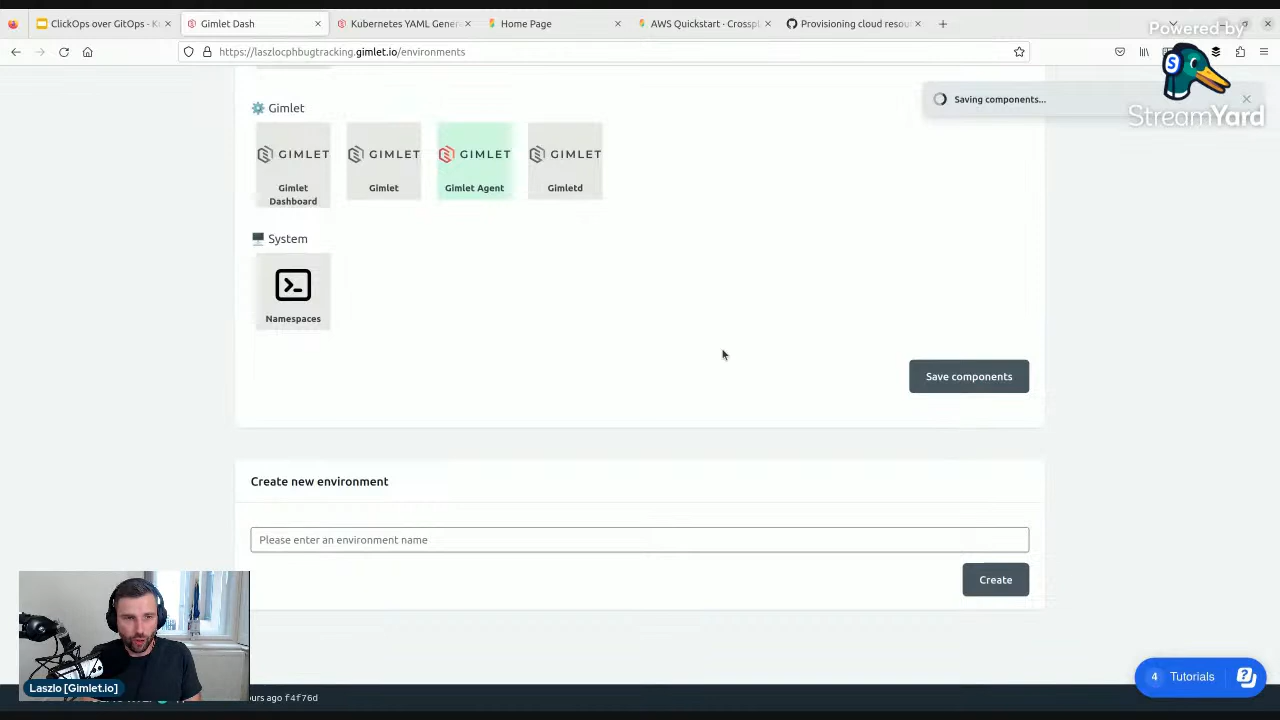 ClickOps over GitOps - K
Gimlet Dash
Kubernetes YAML Gener
Home Page
AWS Quickstart · Crosspl
Provisioning cloud resou
Powered by
https://laszlocphbugtracking.gimlet.io/environments
StreamYard
Saving components...
Gimlet
GIMLET
GIMLET
GIMLET
GIMLET
Gimlet Dashboard
Gimlet
Gimlet Agent
Gimletd
System
Namespaces
Save components
Create new environment
Please enter an environment name
Create
4 Tutorials
Laszlo [Gimlet.io]
ours ago f4f76d